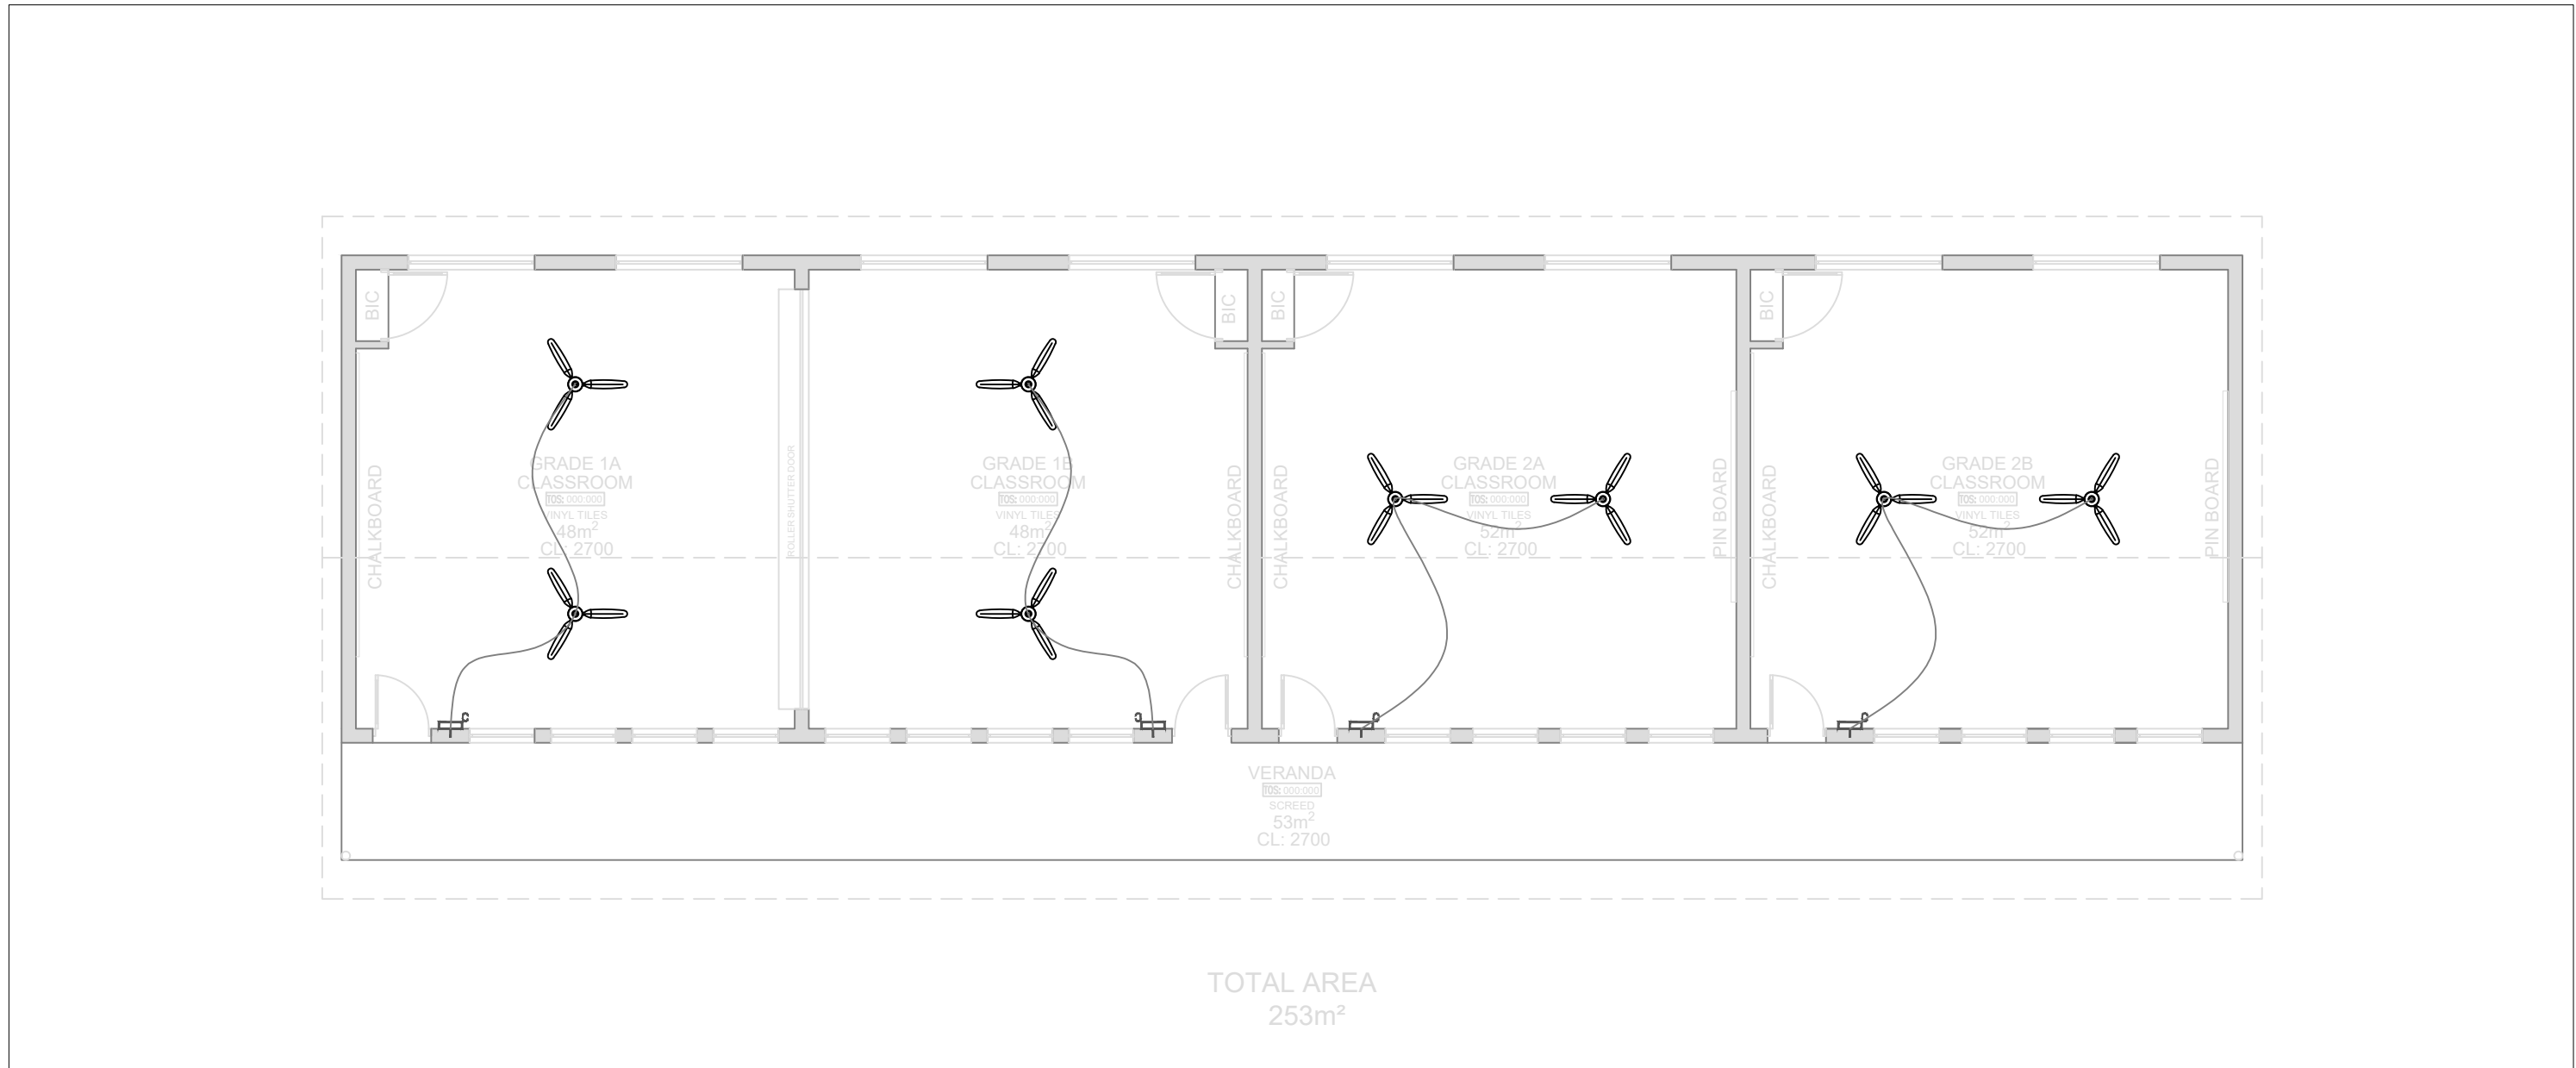 BIC
BIC
BIC
BIC
GRADE 1A
CLASSROOM
TOS: 000:000
VINYL TILES
48m²
CL: 2700
CHALKBOARD
ROLLER SHUTTER DOOR
GRADE 1B
CLASSROOM
TOS: 000:000
VINYL TILES
48m²
CL: 2700
CHALKBOARD
CHALKBOARD
GRADE 2A
CLASSROOM
TOS: 000:000
VINYL TILES
52m²
CL: 2700
PIN BOARD
CHALKBOARD
GRADE 2B
CLASSROOM
TOS: 000:000
VINYL TILES
52m²
CL: 2700
PIN BOARD
VERANDA
TOS: 000:000
SCREED
53m²
CL: 2700
TOTAL AREA
253m²